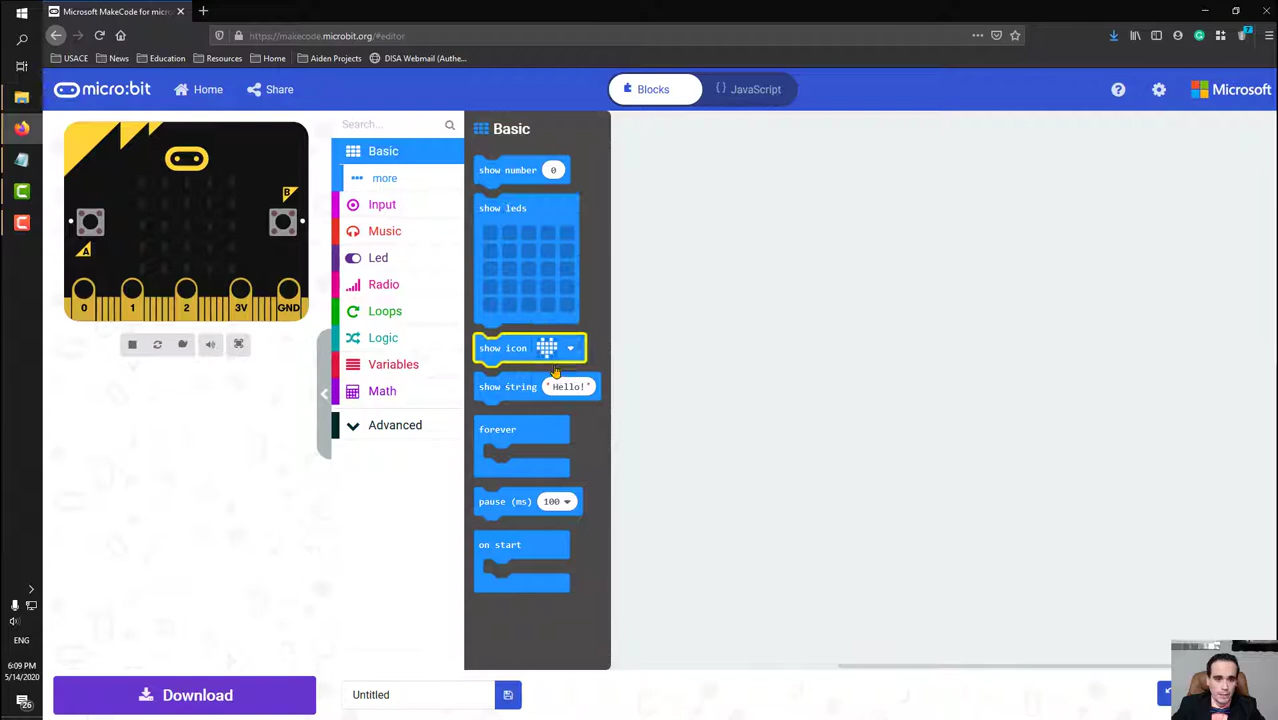 Microsoft MakeCode for micro:
https://makecode.microbit.org/#editor
USACE News Education Resources Home Aiden Projects DISA Webmail (Authe...
micro:bit Home Share Blocks {} JavaScript ? Microsoft
Search...
Basic
more
Input
Music
Led
Radio
Loops
Logic
Variables
Math
Advanced
Basic
show number 0
show leds
show icon
show string "Hello!"
forever
pause (ms) 100
on start
B
A
0 1 2 3V GND
ENG
6:09 PM
5/14/2020
26
Download
Untitled